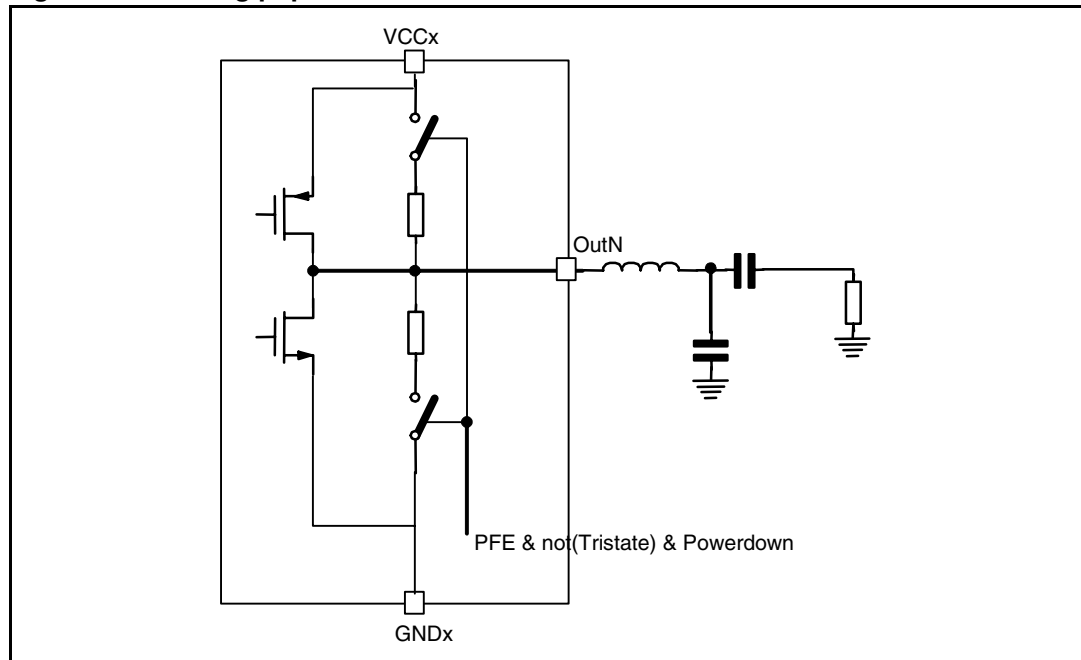 VCCx
OutN
PFE & not(Tristate) & Powerdown
GNDx